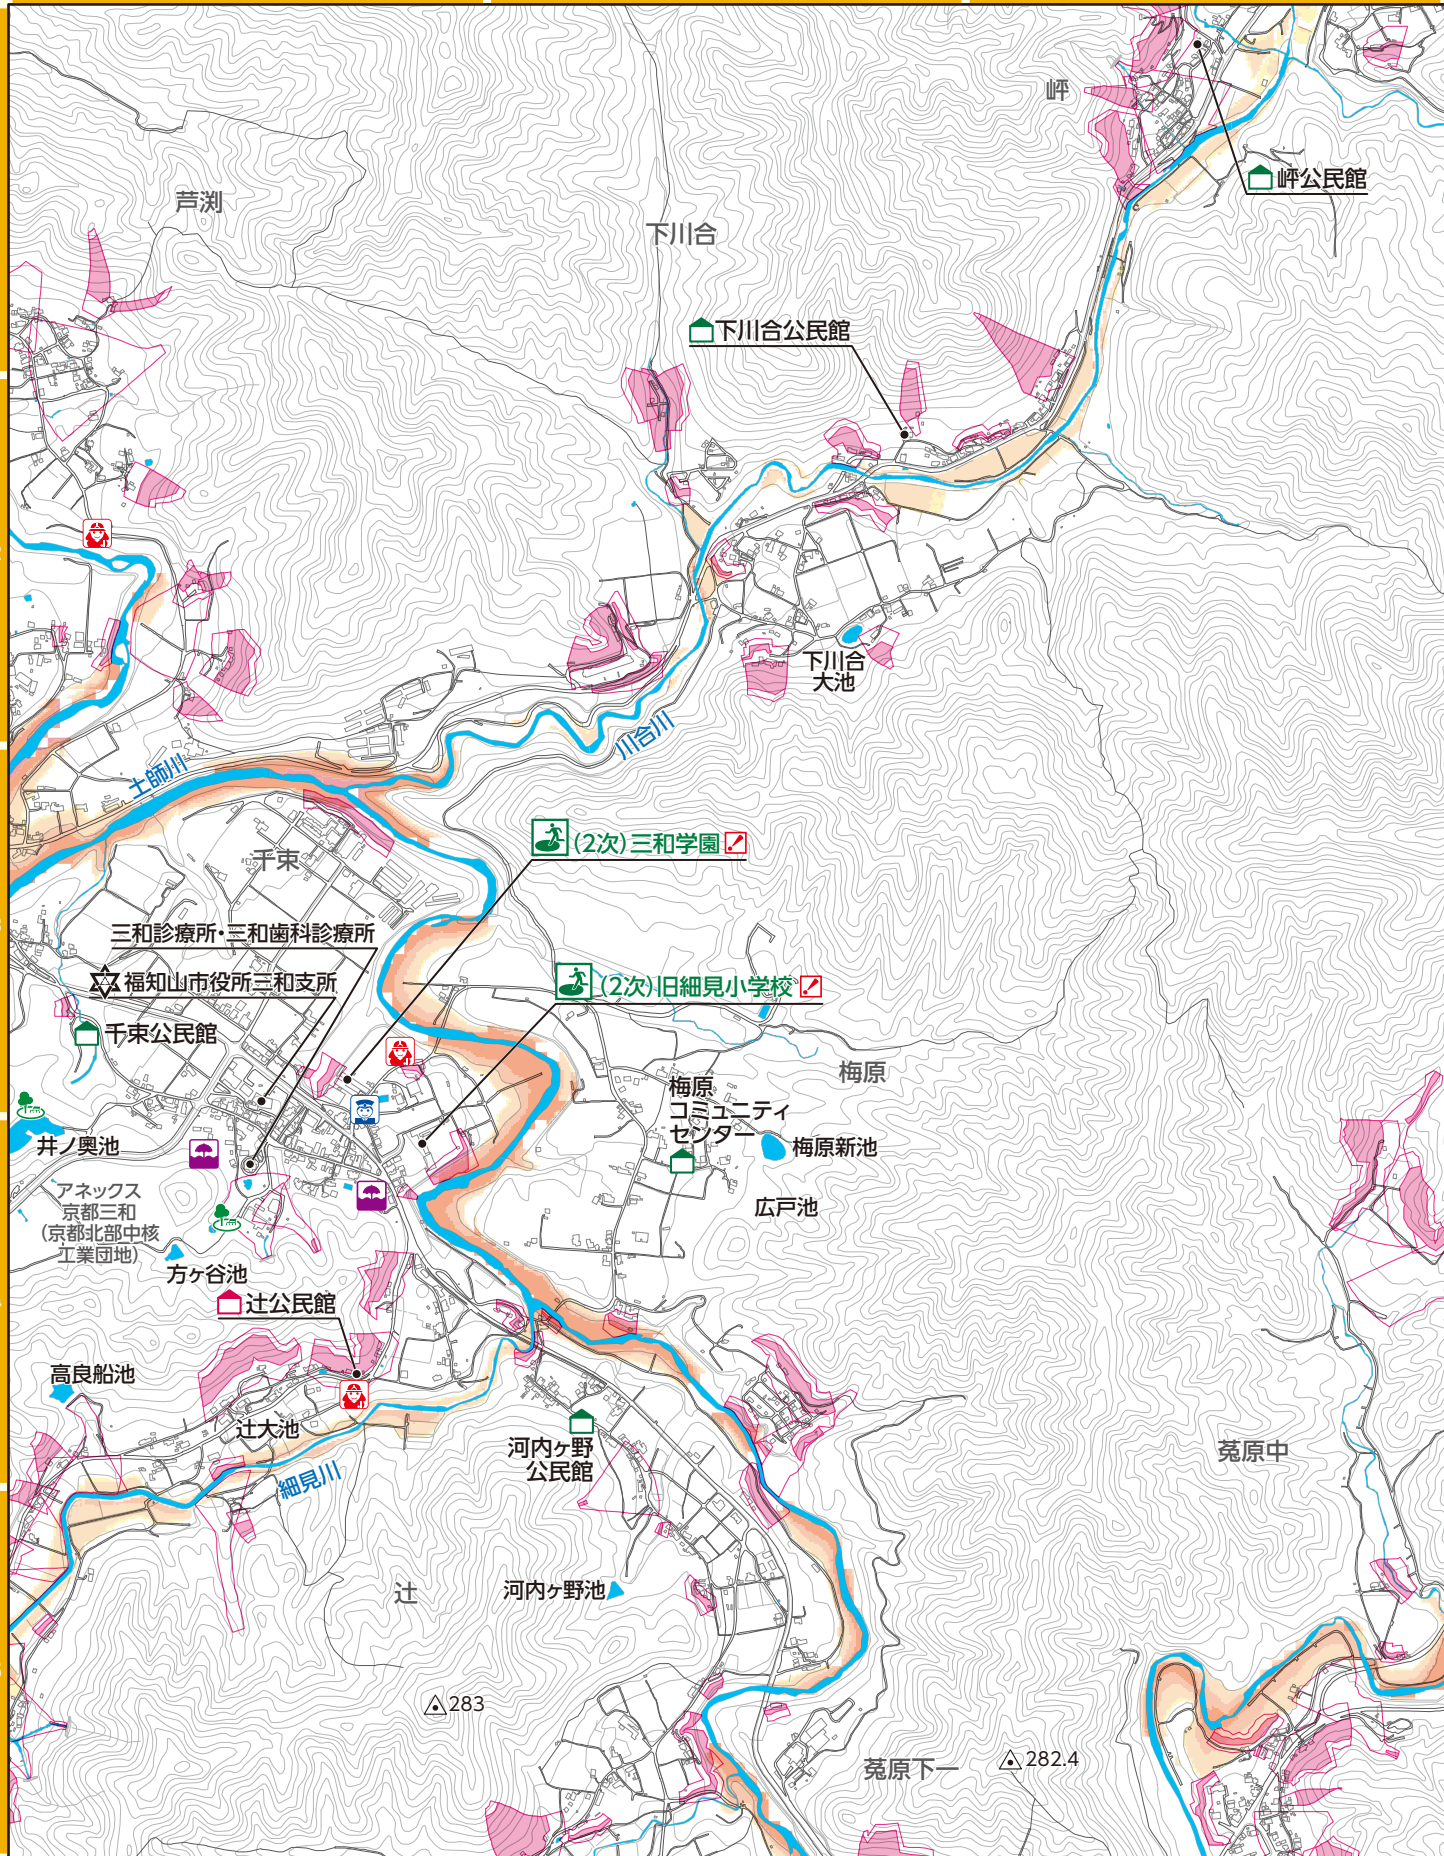 岼
岼公民館
芦渕
下川合
下川合公民館
下川合
大池
川合川
土師川
千束
(2次)三和学園
三和診療所・三和歯科診療所
福知山市役所三和支所
(2次)旧細見小学校
千束公民館
梅原
梅原
コミュニティ
センター
梅原新池
井ノ奥池
アネックス
京都三和
(京都北部中核
工業団地)
広戸池
方ヶ谷池
辻公民館
高良船池
辻大池
河内ヶ野
公民館
菟原中
細見川
辻
河内ヶ野池
283
菟原下一
282.4